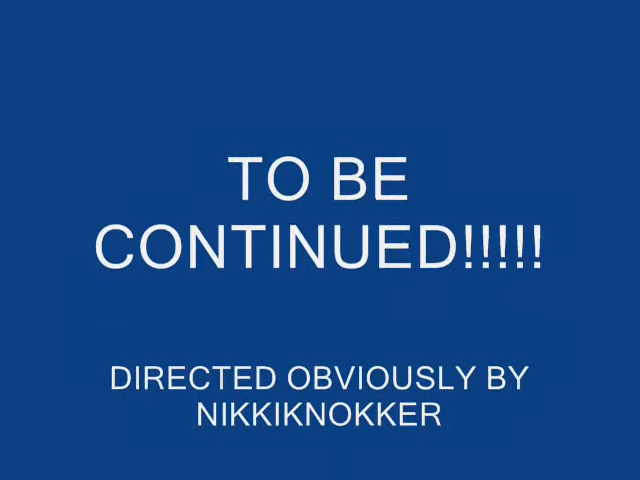 TO BE
CONTINUED!!!!!
DIRECTED OBVIOUSLY BY
NIKKIKNOKKER